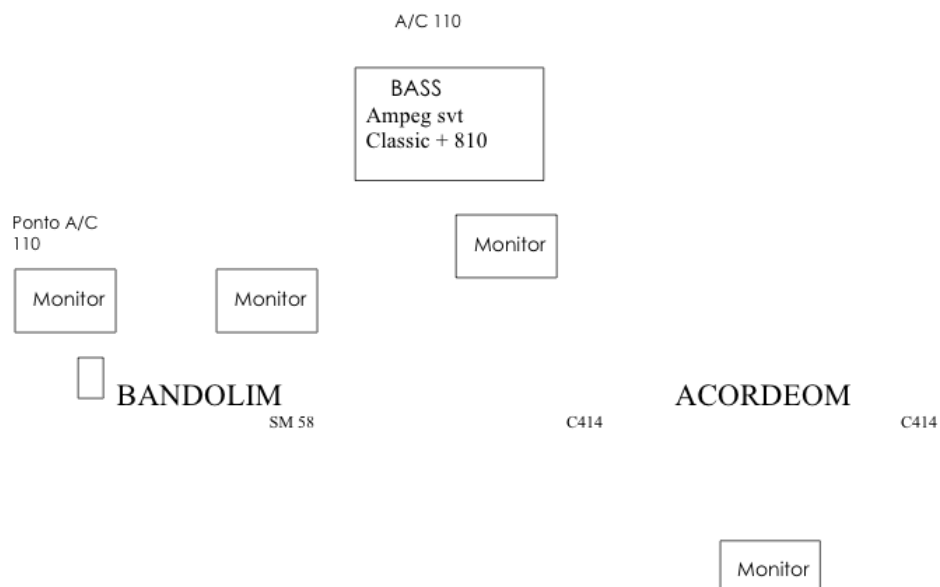 A/C 110
BASS
Ampeg svt
Classic + 810
Ponto A/C
110
Monitor
Monitor
Monitor
BANDOLIM
SM 58
C414
ACORDEOM
C414
Monitor